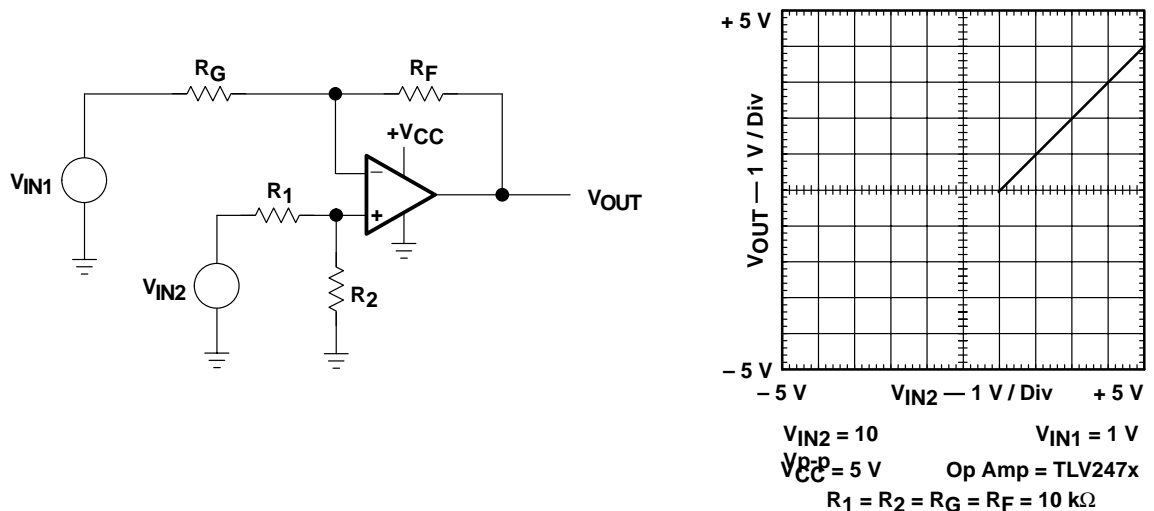 RG
RF
+VCC
VIN1
R1
–
+
VOUT
VIN2
R2
+ 5 V
VOUT — 1 V / Div
– 5 V
– 5 V
VIN2 — 1 V / Div
+ 5 V
VIN2 = 10
Vp-p
VIN1 = 1 V
VCC = 5 V
Op Amp = TLV247x
R1 = R2 = RG = RF = 10 kΩ